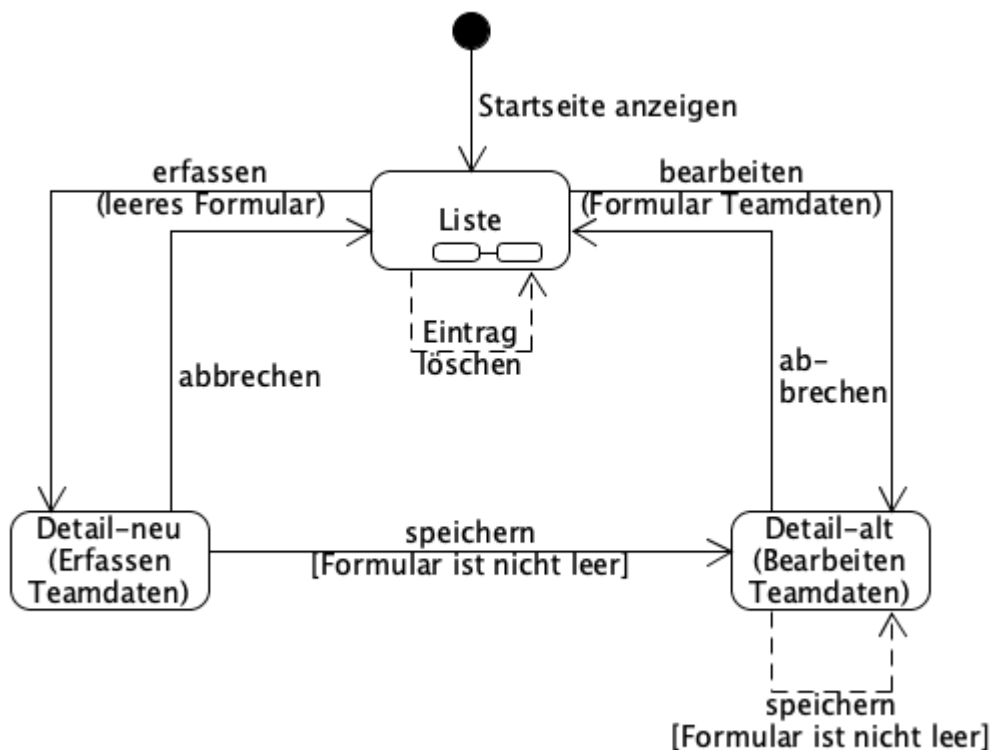 Startseite anzeigen
erfassen
(leeres Formular)
bearbeiten
(Formular Teamdaten)
Liste
Eintrag
löschen
abbrechen
ab-
brechen
Detail-neu
(Erfassen
Teamdaten)
speichern
[Formular ist nicht leer]
Detail-alt
(Bearbeiten
Teamdaten)
speichern
[Formular ist nicht leer]